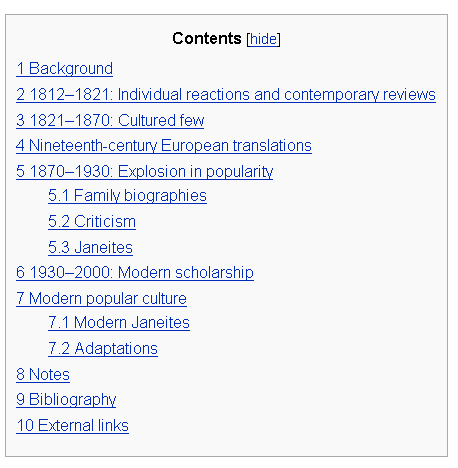 Contents [hide]
1 Background
2 1812–1821: Individual reactions and contemporary reviews
3 1821–1870: Cultured few
4 Nineteenth-century European translations
5 1870–1930: Explosion in popularity
5.1 Family biographies
5.2 Criticism
5.3 Janeites
6 1930–2000: Modern scholarship
7 Modern popular culture
7.1 Modern Janeites
7.2 Adaptations
8 Notes
9 Bibliography
10 External links